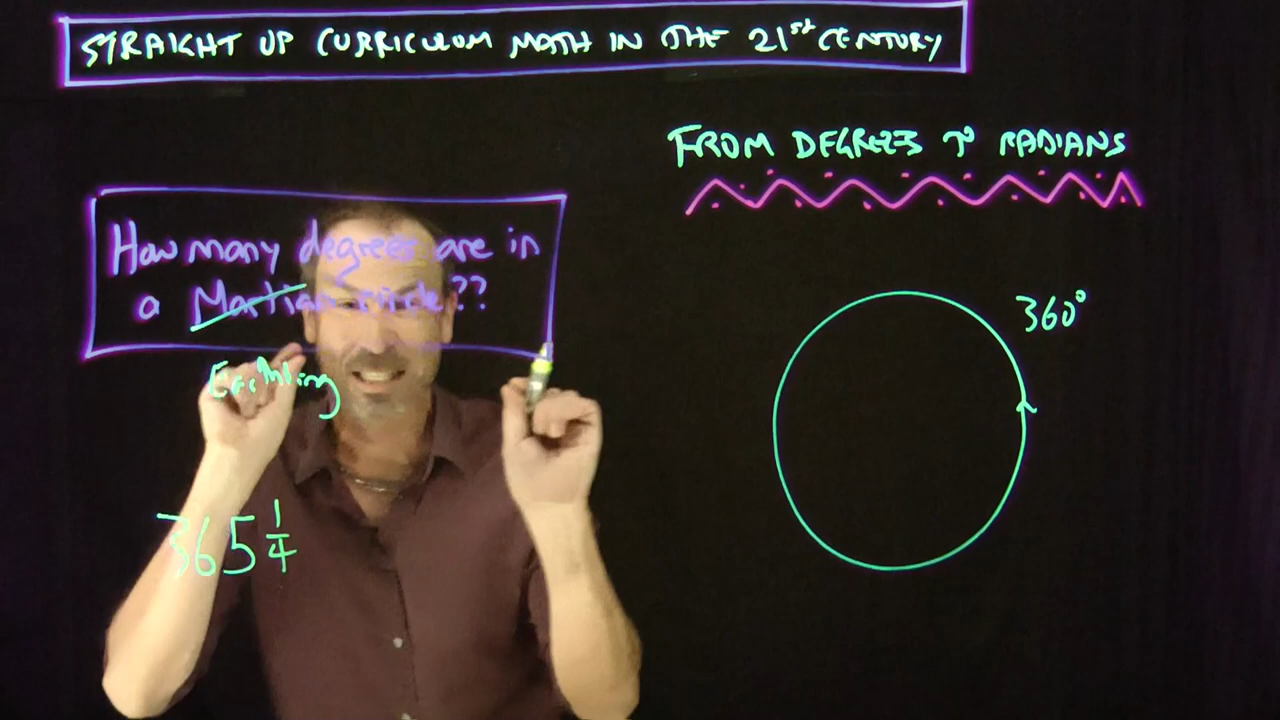 STRAIGHT UP CURRICULUM MATH IN THE 21st CENTURY
FROM DEGREES TO RADIANS
How many degrees are in
a Martian circle??
Earthling
365 1/4
360°